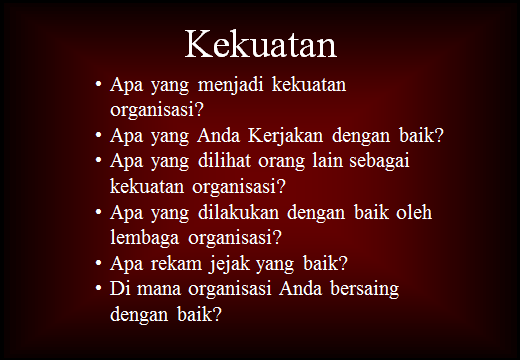 Kekuatan
• Apa yang menjadi kekuatan
organisasi?
• Apa yang Anda Kerjakan dengan baik?
• Apa yang dilihat orang lain sebagai
kekuatan organisasi?
• Apa yang dilakukan dengan baik oleh
lembaga organisasi?
• Apa rekam jejak yang baik?
• Di mana organisasi Anda bersaing
dengan baik?